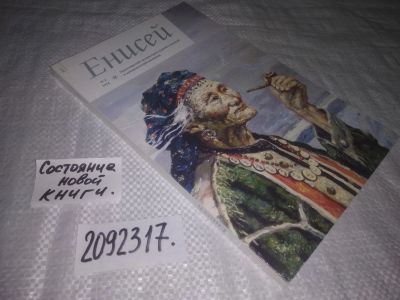 Енисей
Состояние
новой
книги.
2092317.